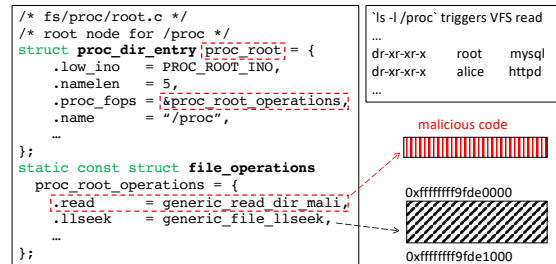 /* fs/proc/root.c */
/* root node for /proc */
struct proc_dir_entry proc_root = {
.low_ino = PROC_ROOT_INO,
.namelen = 5,
.proc_fops = &proc_root_operations,
.name = "/proc",
…
};
static const struct file_operations
proc_root_operations = {
.read = generic_read_dir_mali,
.llseek = generic_file_llseek,
…
};
`ls -l /proc` triggers VFS read
…
dr-xr-xr-x root mysql
dr-xr-xr-x alice httpd
…
malicious code
0xffffffff9fde0000
0xffffffff9fde1000